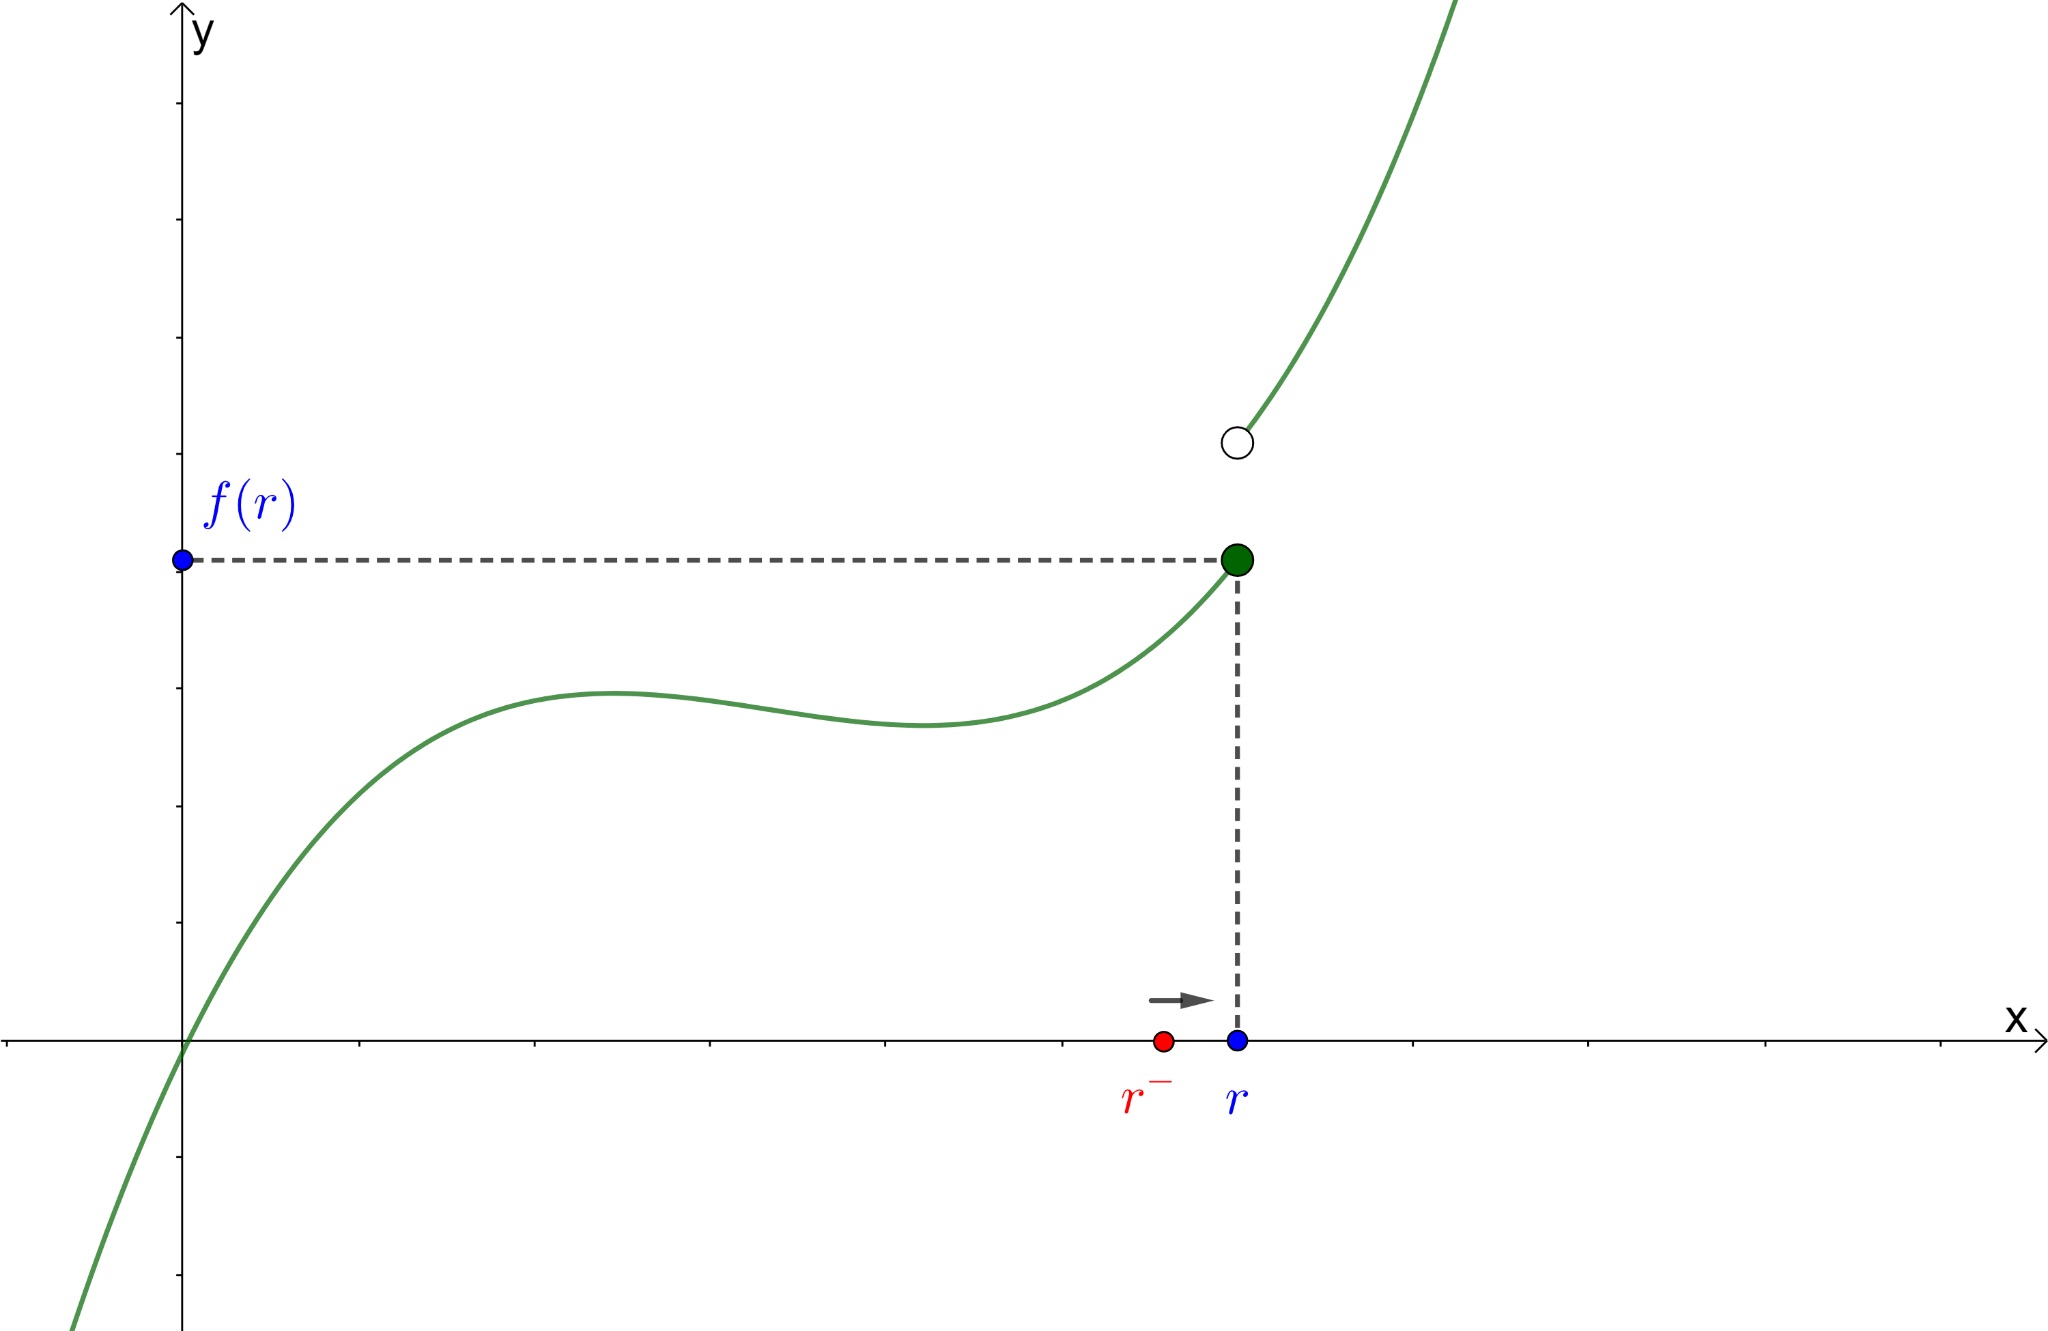 y
f(r)
x
r⁻ r